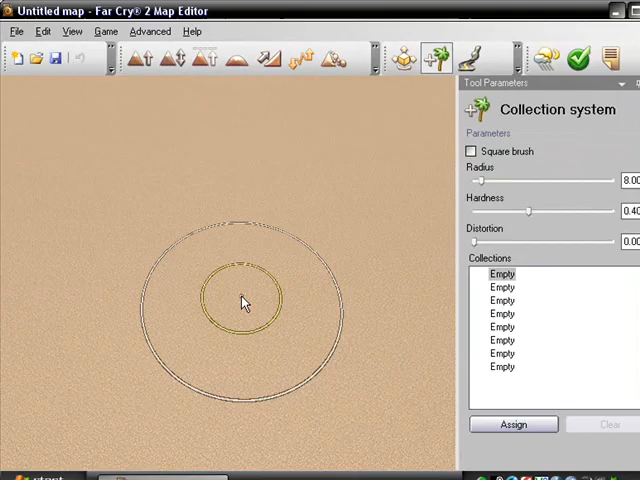 Untitled map - Far Cry® 2 Map Editor
File Edit View Game Advanced Help
Tool Parameters
Collection system
Parameters
Square brush
Radius
8.00
Hardness
0.40
Distortion
0.00
Collections
Empty
Empty
Empty
Empty
Empty
Empty
Empty
Empty
Assign
Clear
start